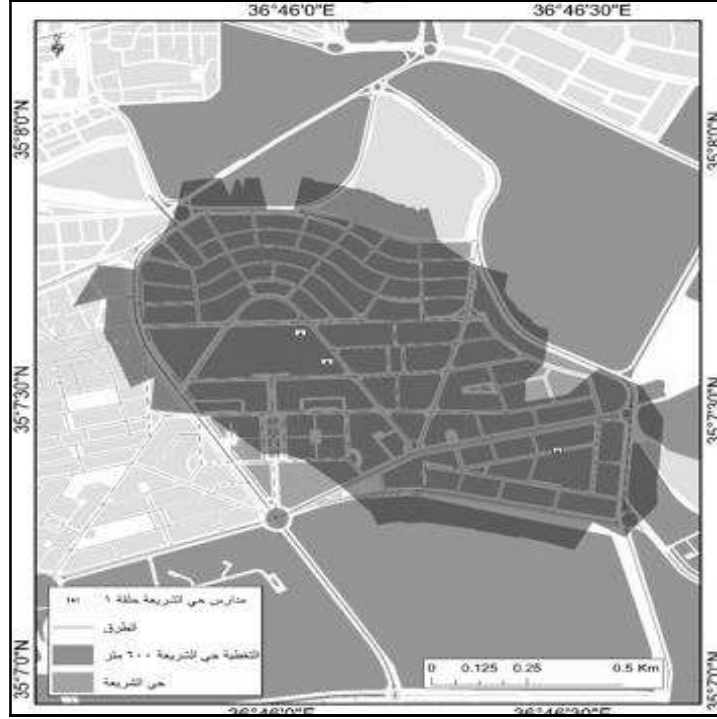 36°46'0"E 36°46'30"E
35°8'0"N 35°8'0"N
35°7'30"N 35°7'30"N
35°7'0"N 35°7'0"N
مدارس حي الشريعة حلقة ١
الطرق
التغطية حي الشريعة ٦٠٠ متر
حي الشريعة
0 0.125 0.25 0.5 Km
36°46'0"E 36°46'30"E